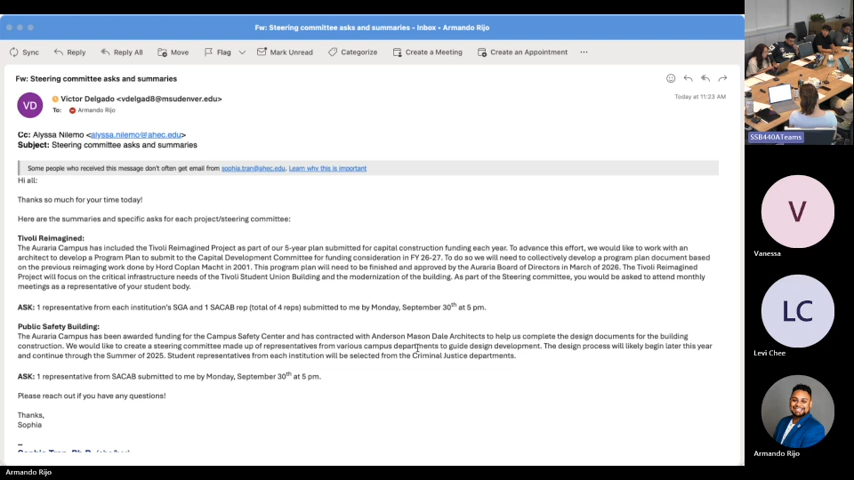 Fw: Steering committee asks and summaries - Inbox • Armando Rijo
Sync
Reply
Reply All
Move
Flag
Mark Unread
Categorize
Create a Meeting
Create an Appointment
Fw: Steering committee asks and summaries
VD
Victor Delgado <vdelgad8@msudenver.edu>
To: Armando Rijo
Today at 11:23 AM
Cc: Alyssa Nilemo <alyssa.nilemo@ahec.edu>
Subject: Steering committee asks and summaries
Some people who received this message don't often get email from sophia.tran@ahec.edu. Learn why this is important
Hi all:
Thanks so much for your time today!
Here are the summaries and specific asks for each project/steering committee:
Tivoli Reimagined:
The Auraria Campus has included the Tivoli Reimagined Project as part of our 5-year plan submitted for capital construction funding each year. To advance this effort, we would like to work with an
architect to develop a Program Plan to submit to the Capital Development Committee for funding consideration in FY 26-27. To do so we will need to collectively develop a program plan document based
on the previous reimaging work done by Hord Coplan Macht in 2001. This program plan will need to be finished and approved by the Auraria Board of Directors in March of 2026. The Tivoli Reimagined
Project will focus on the critical infrastructure needs of the Tivoli Student Union Building and the modernization of the building. As part of the Steering Committee, you would be asked to attend monthly
meetings as a representative of your student body.
ASK: 1 representative from each institution's SGA and 1 SACAB rep (total of 4 reps) submitted to me by Monday, September 30th at 5 pm.
Public Safety Building:
The Auraria Campus has been awarded funding for the Campus Safety Center and has contracted with Anderson Mason Dale Architects to help us complete the design documents for the building
construction. We would like to create a steering committee made up of representatives from various campus departments to guide design development. The design process will likely begin later this year
and continue through the Summer of 2025. Student representatives from each institution will be selected from the Criminal Justice departments.
ASK: 1 representative from SACAB submitted to me by Monday, September 30th at 5 pm.
Please reach out if you have any questions!
Thanks,
Sophia
--
SSB440ATeams
V
Vanessa
LC
Levi Chee
Armando Rijo
Armando Rijo